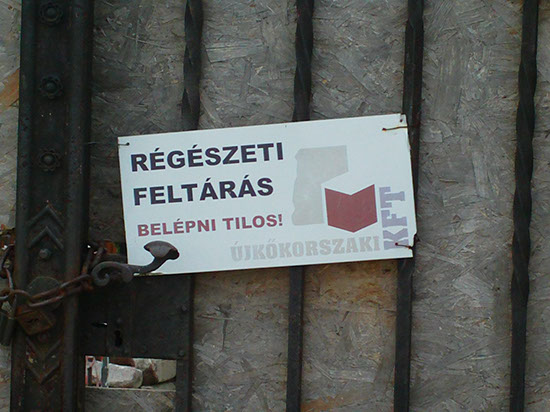 RÉGÉSZETI
FELTÁRÁS
BELÉPNI TILOS!
ÚJKŐKORSZAKI
KFT